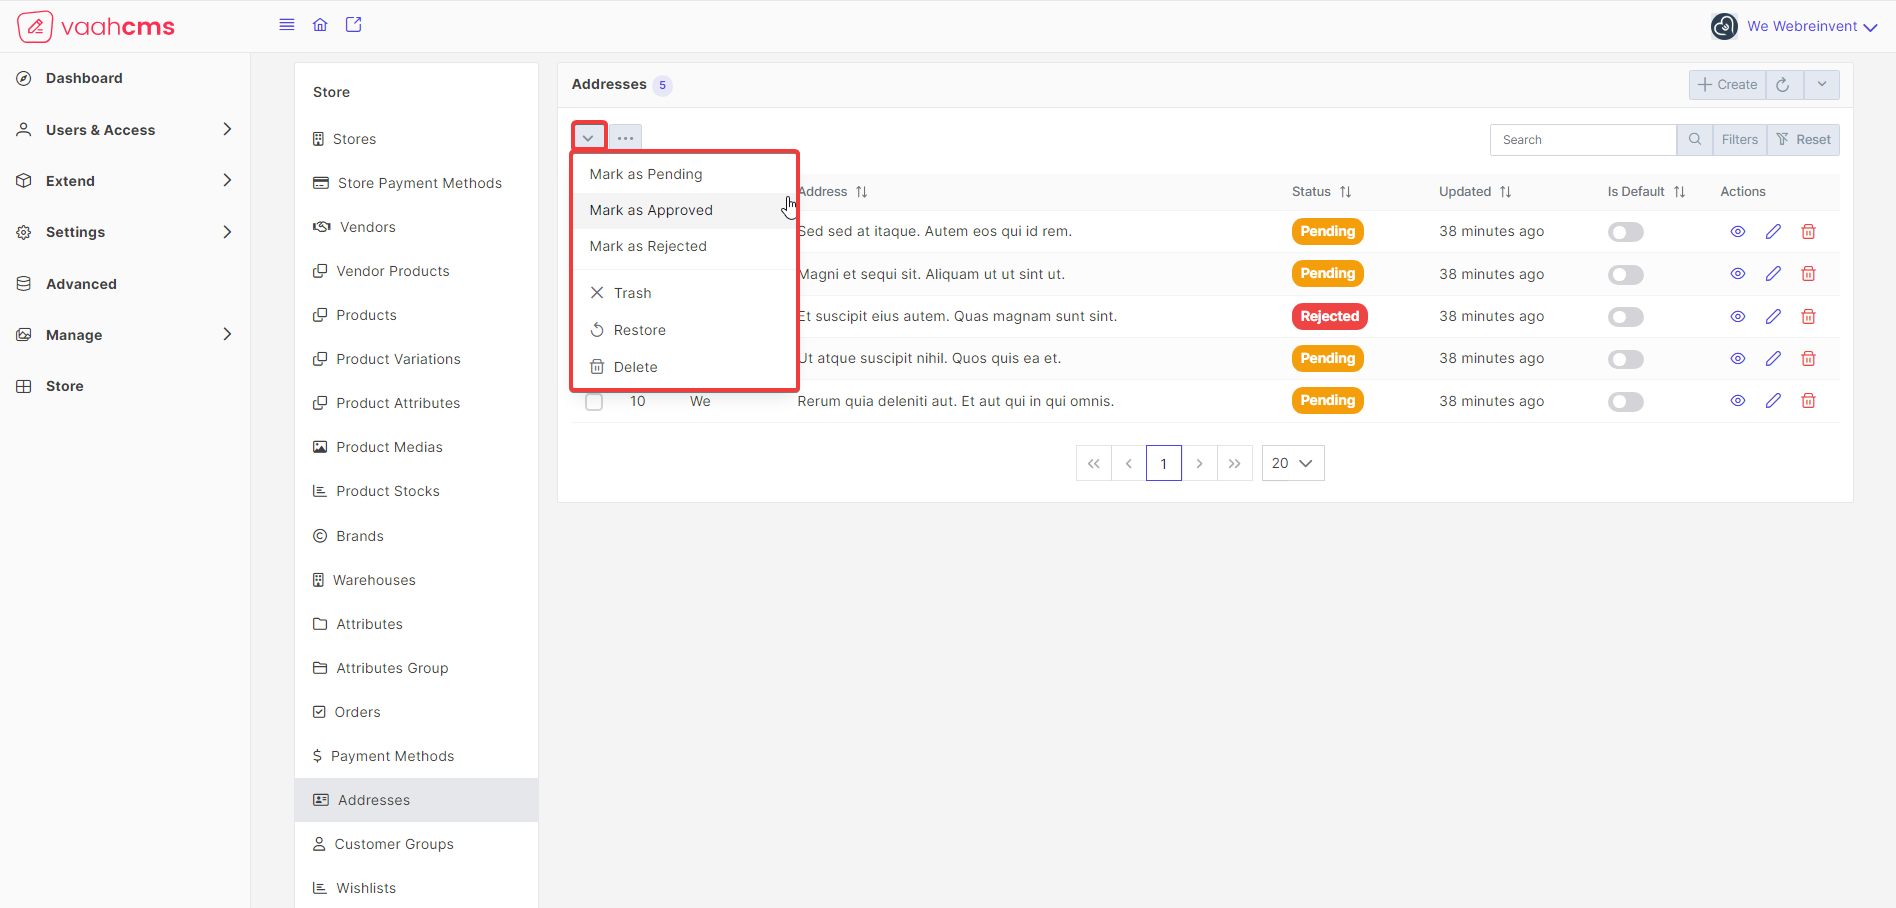 vaahcms
We Webreinvent
Dashboard
Users & Access
Extend
Settings
Advanced
Manage
Store
Store
Stores
Store Payment Methods
Vendors
Vendor Products
Products
Product Variations
Product Attributes
Product Medias
Product Stocks
Brands
Warehouses
Attributes
Attributes Group
Orders
Payment Methods
Addresses
Customer Groups
Wishlists
Addresses 5
Create
Search
Filters
Reset
Mark as Pending
Mark as Approved
Mark as Rejected
Trash
Restore
Delete
Address Status Updated Is Default Actions
Sed sed at itaque. Autem eos qui id rem. Pending 38 minutes ago
Magni et sequi sit. Aliquam ut ut sint ut. Pending 38 minutes ago
Et suscipit eius autem. Quas magnam sunt sint. Rejected 38 minutes ago
Ut atque suscipit nihil. Quos quis ea et. Pending 38 minutes ago
10 We Rerum quia deleniti aut. Et aut qui in qui omnis. Pending 38 minutes ago
1 20